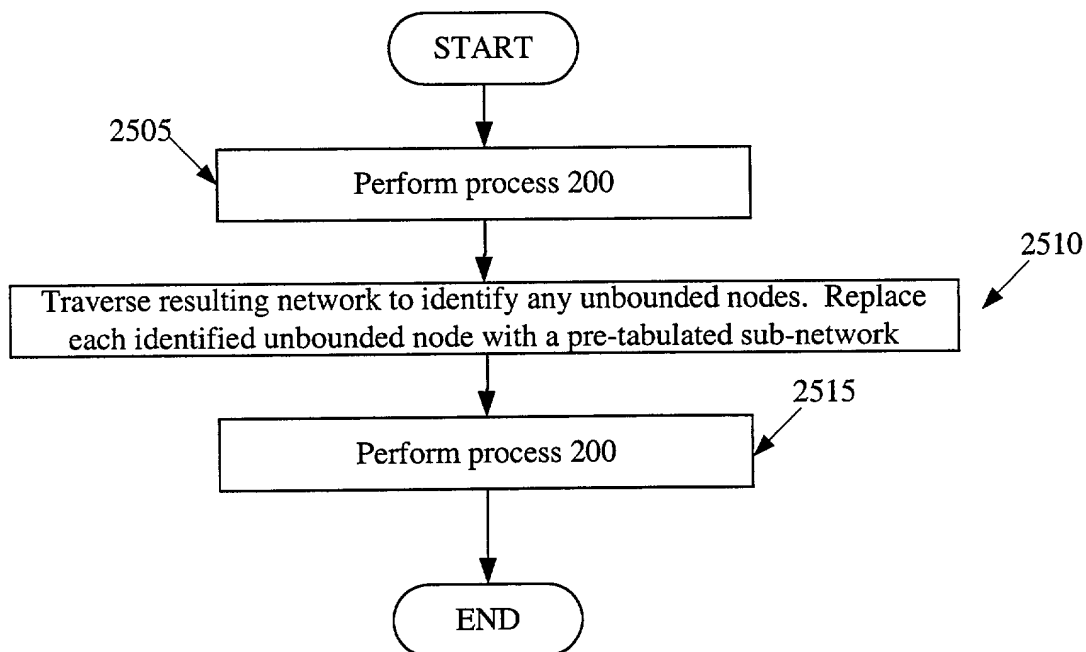 START
2505
Perform process 200
2510
Traverse resulting network to identify any unbounded nodes. Replace
each identified unbounded node with a pre-tabulated sub-network
2515
Perform process 200
END